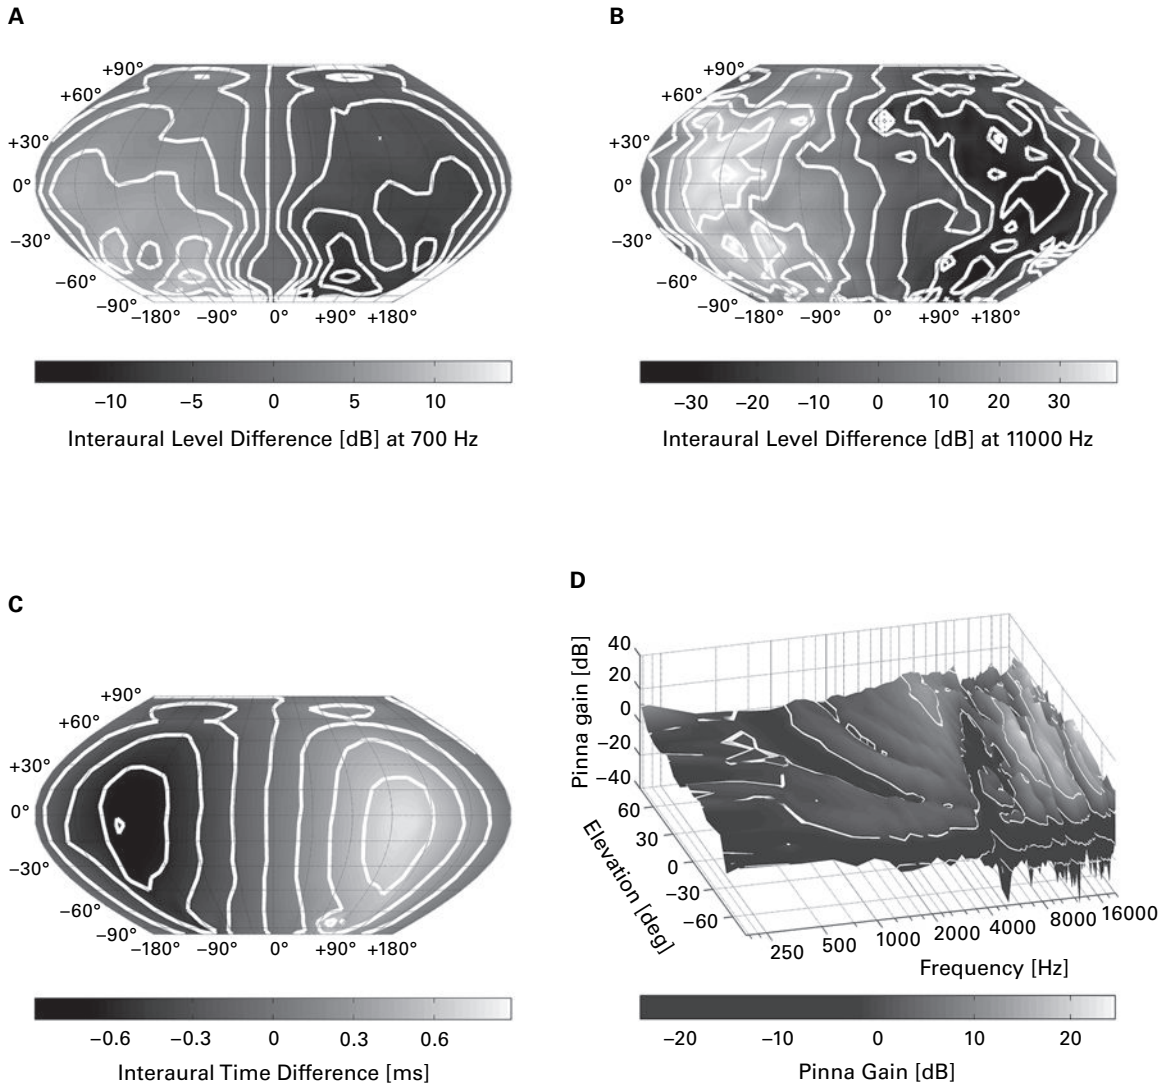 A
+90°
+60°
+30°
0°
−30°
−60°
−90°
−180° −90° 0° +90° +180°
−10 −5 0 5 10
Interaural Level Difference [dB] at 700 Hz
B
+90°
+60°
+30°
0°
−30°
−60°
−90°
−180° −90° 0° +90° +180°
−30 −20 −10 0 10 20 30
Interaural Level Difference [dB] at 11000 Hz
C
+90°
+60°
+30°
0°
−30°
−60°
−90°
−180° −90° 0° +90° +180°
−0.6 −0.3 0 0.3 0.6
Interaural Time Difference [ms]
D
Pinna gain [dB]
40
20
0
−20
−40
60
30
0
−30
−60
Elevation [deg]
250 500 1000 2000 4000 8000 16000
Frequency [Hz]
−20 −10 0 10 20
Pinna Gain [dB]